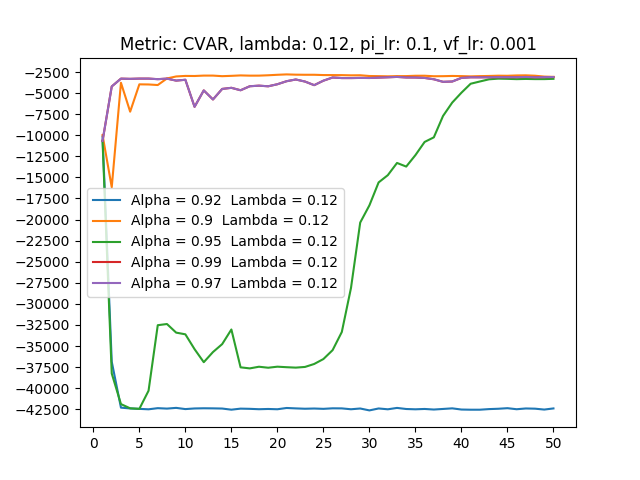 Metric: CVAR, lambda: 0.12, pi_lr: 0.1, vf_lr: 0.001
−2500
−5000
−7500
−10000
−12500
−15000
−17500
−20000
−22500
−25000
−27500
−30000
−32500
−35000
−37500
−40000
−42500
Alpha = 0.92  Lambda = 0.12
Alpha = 0.9  Lambda = 0.12
Alpha = 0.95  Lambda = 0.12
Alpha = 0.99  Lambda = 0.12
Alpha = 0.97  Lambda = 0.12
0 5 10 15 20 25 30 35 40 45 50